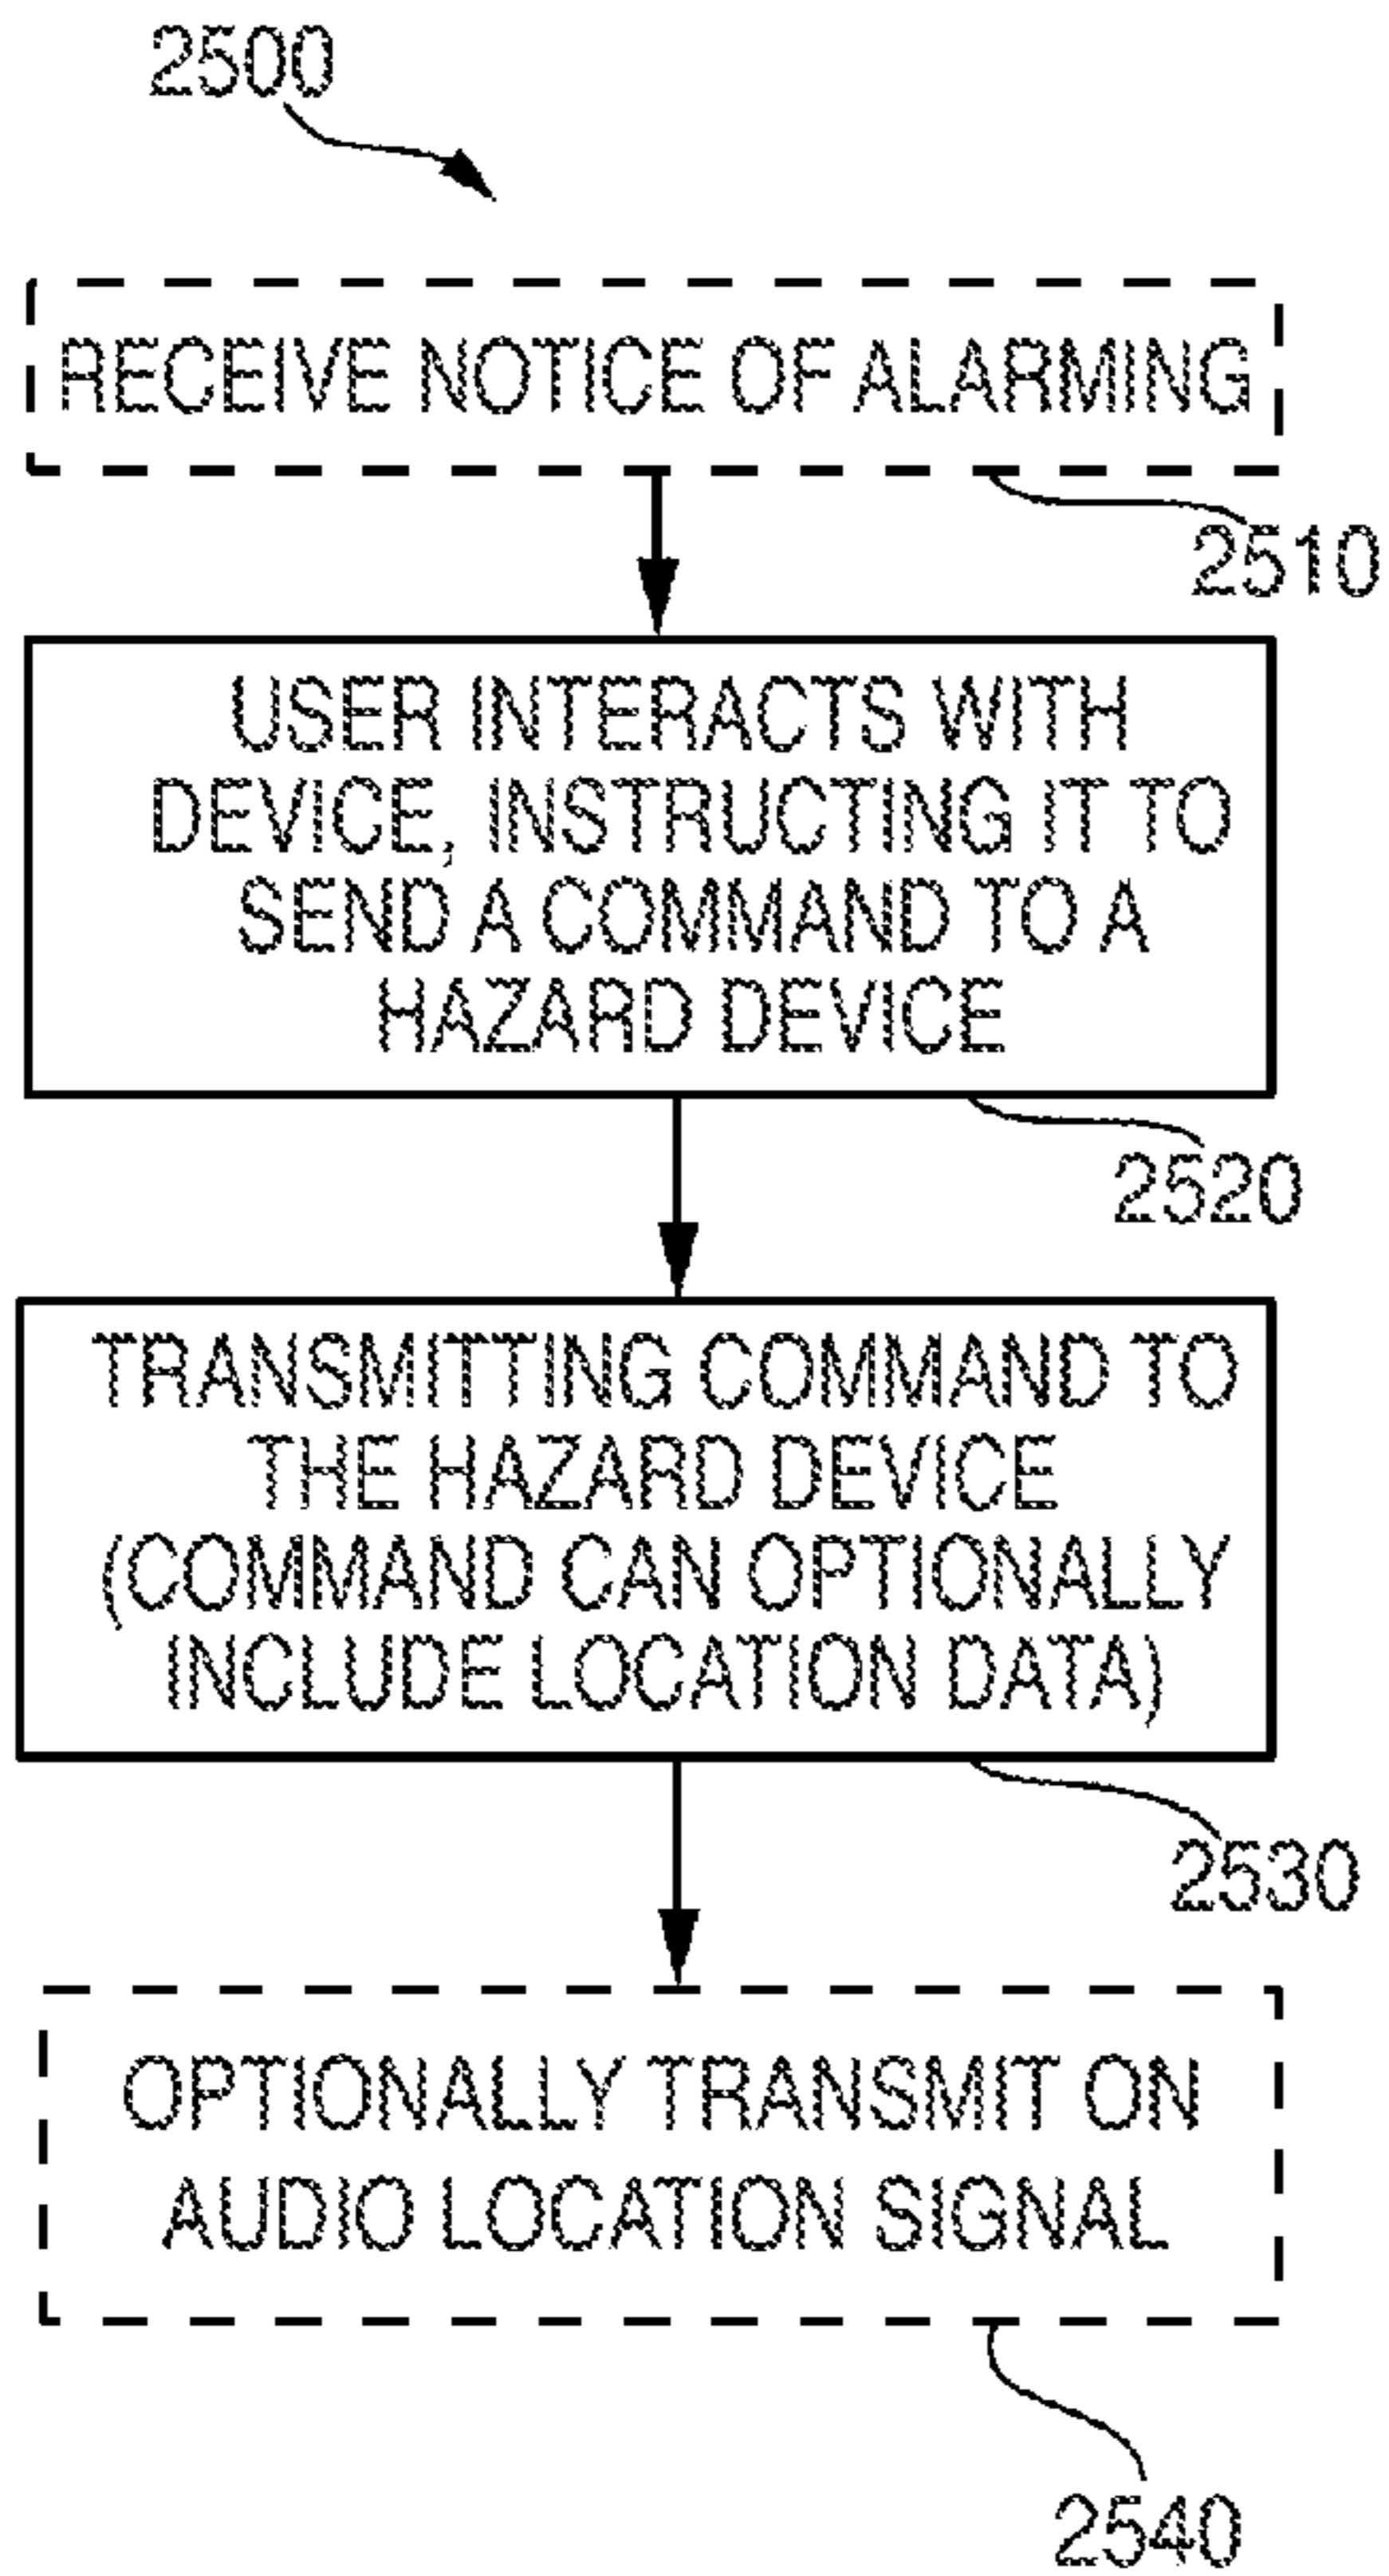 2500
RECEIVE NOTICE OF ALARMING
2510
USER INTERACTS WITH
DEVICE, INSTRUCTING IT TO
SEND A COMMAND TO A
HAZARD DEVICE
2520
TRANSMITTING COMMAND TO
THE HAZARD DEVICE
(COMMAND CAN OPTIONALLY
INCLUDE LOCATION DATA)
2530
OPTIONALLY TRANSMIT ON
AUDIO LOCATION SIGNAL
2540